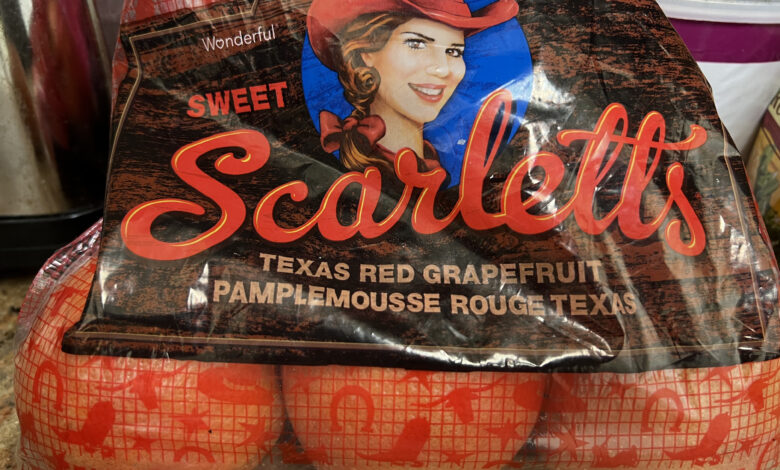 Wonderful
SWEET
Scarletts
TEXAS RED GRAPEFRUIT
PAMPLEMOUSSE ROUGE TEXAS